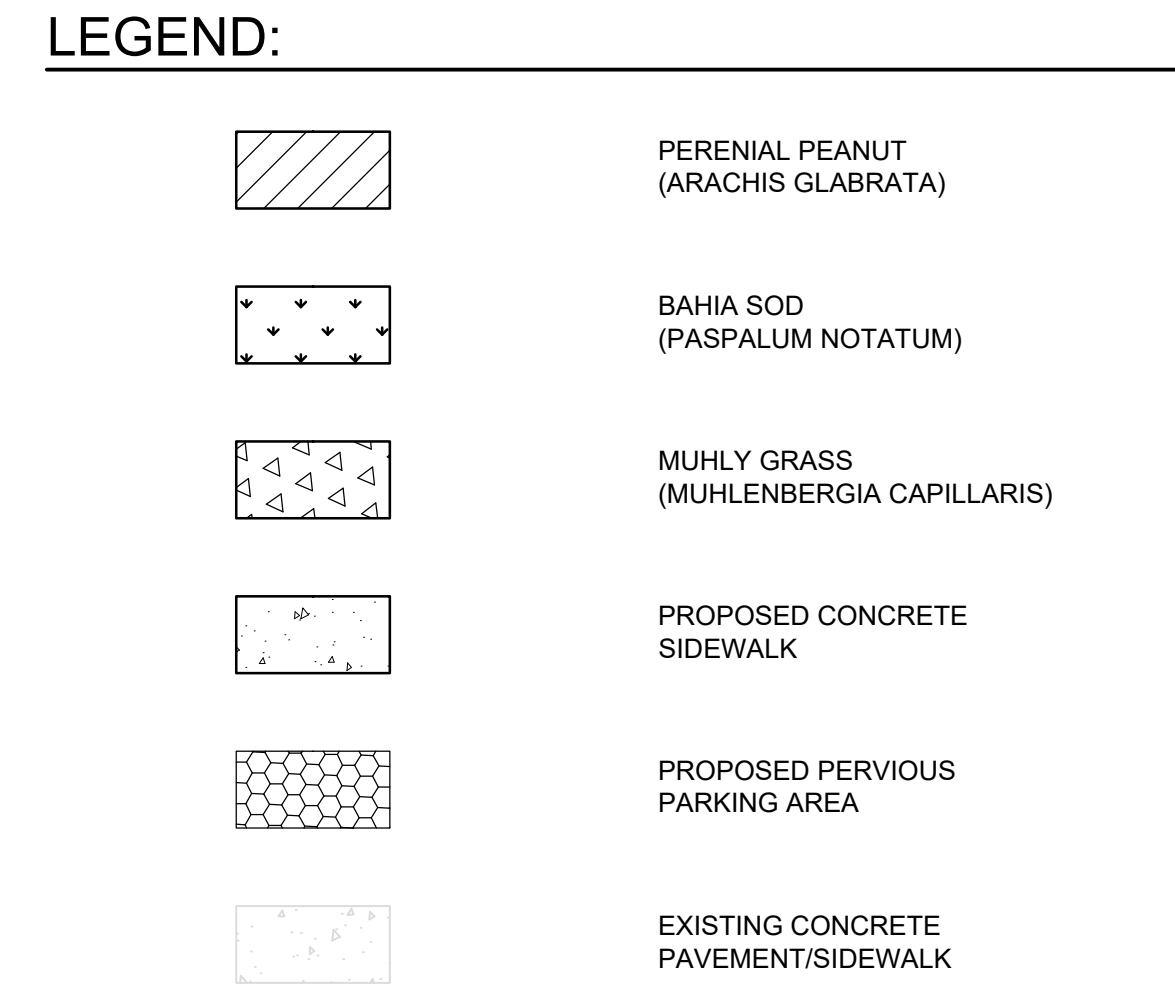 LEGEND:
PERENIAL PEANUT
(ARACHIS GLABRATA)
BAHIA SOD
(PASPALUM NOTATUM)
MUHLY GRASS
(MUHLENBERGIA CAPILLARIS)
PROPOSED CONCRETE
SIDEWALK
PROPOSED PERVIOUS
PARKING AREA
EXISTING CONCRETE
PAVEMENT/SIDEWALK